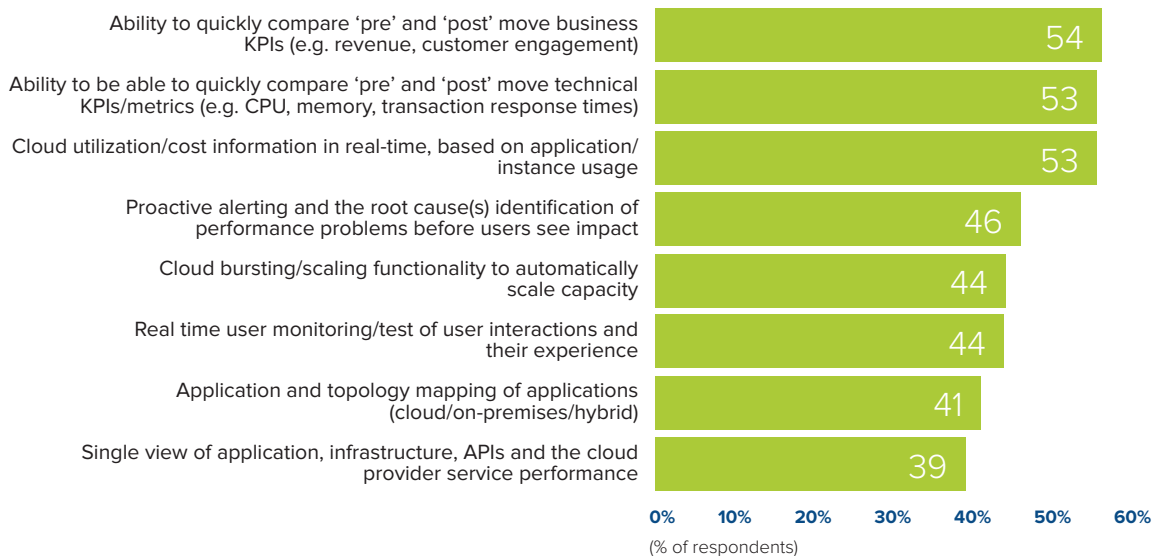 Ability to quickly compare ‘pre’ and ‘post’ move business
KPIs (e.g. revenue, customer engagement)
54
Ability to be able to quickly compare ‘pre’ and ‘post’ move technical
KPIs/metrics (e.g. CPU, memory, transaction response times)
53
Cloud utilization/cost information in real-time, based on application/
instance usage
53
Proactive alerting and the root cause(s) identification of
performance problems before users see impact
46
Cloud bursting/scaling functionality to automatically
scale capacity
44
Real time user monitoring/test of user interactions and
their experience
44
Application and topology mapping of applications
(cloud/on-premises/hybrid)
41
Single view of application, infrastructure, APIs and the cloud
provider service performance
39
0% 10% 20% 30% 40% 50% 60%
(% of respondents)